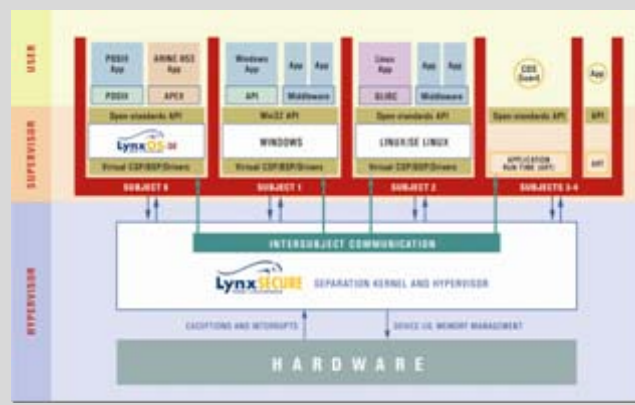 USER
POSIX App
ARINC 653 App
Windows App
App
App
Linux App
App
App
CDS Guard
App
POSIX
APEX
API
Middleware
GLIBC
Middleware
SUPERVISOR
Open-standards API
Win32 API
Open-standards API
Open-standards API
API
LynxOS-SE
WINDOWS
LINUX/SE LINUX
APPLICATION
RUN TIME (ART)
ART
Virtual CSP/BSP/Drivers
Virtual CSP/BSP/Drivers
Virtual CSP/BSP/Drivers
SUBJECT 0
SUBJECT 1
SUBJECT 2
SUBJECTS 3-4
HYPERVISOR
INTERSUBJECT COMMUNICATION
LynxSECURE
SEPARATION KERNEL AND HYPERVISOR
EXCEPTIONS AND INTERRUPTS
DEVICE I/O, MEMORY MANAGEMENT
HARDWARE